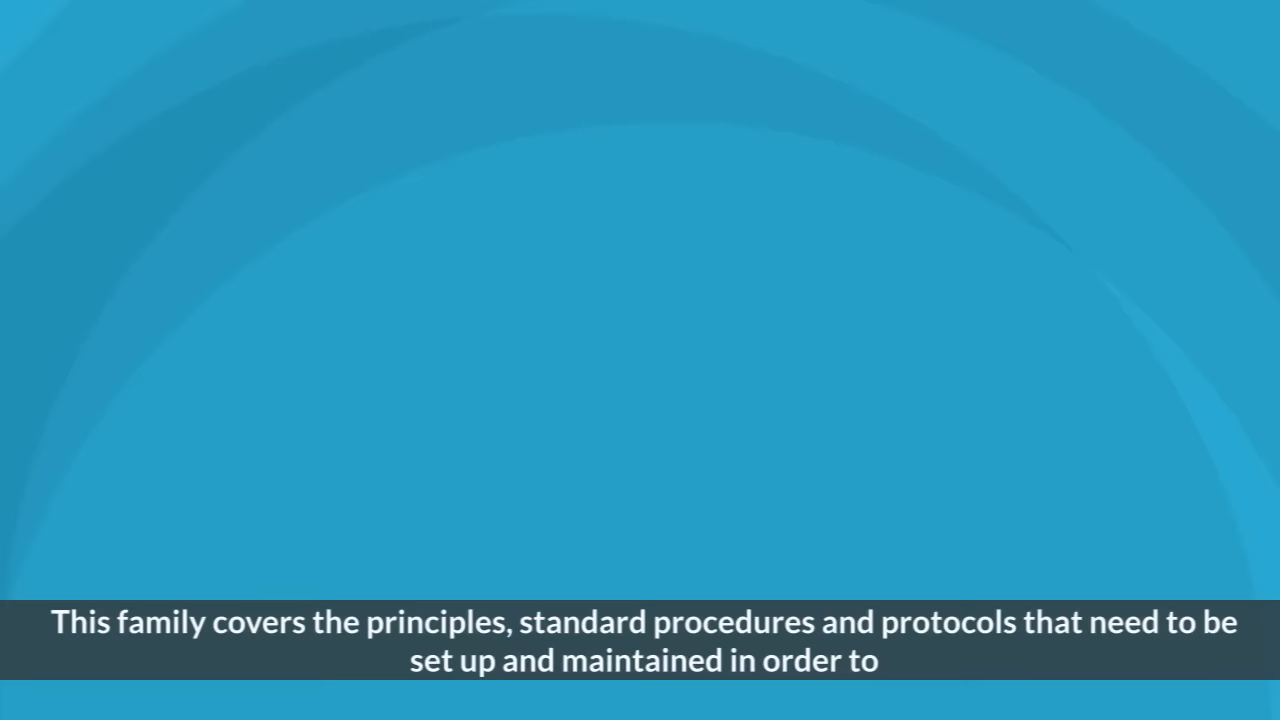 This family covers the principles, standard procedures and protocols that need to be
set up and maintained in order to